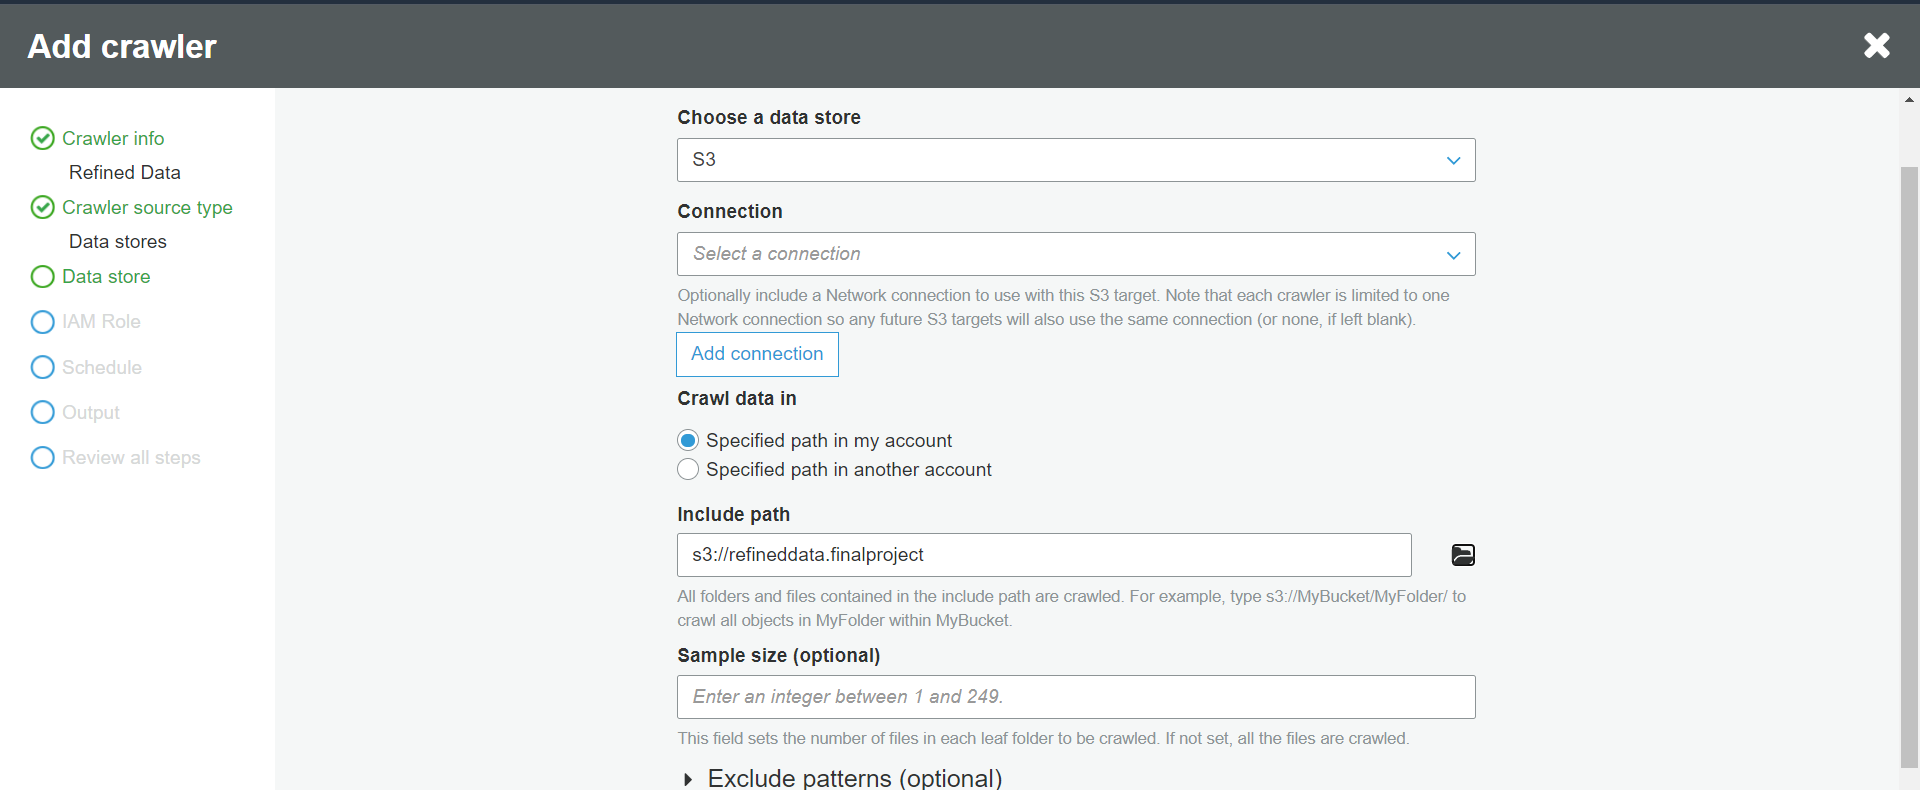 Add crawler
Crawler info
Refined Data
Crawler source type
Data stores
Data store
IAM Role
Schedule
Output
Review all steps
Choose a data store
S3
Connection
Select a connection
Optionally include a Network connection to use with this S3 target. Note that each crawler is limited to one
Network connection so any future S3 targets will also use the same connection (or none, if left blank).
Add connection
Crawl data in
Specified path in my account
Specified path in another account
Include path
s3://refineddata.finalproject
All folders and files contained in the include path are crawled. For example, type s3://MyBucket/MyFolder/ to
crawl all objects in MyFolder within MyBucket.
Sample size (optional)
Enter an integer between 1 and 249.
This field sets the number of files in each leaf folder to be crawled. If not set, all the files are crawled.
Exclude patterns (optional)